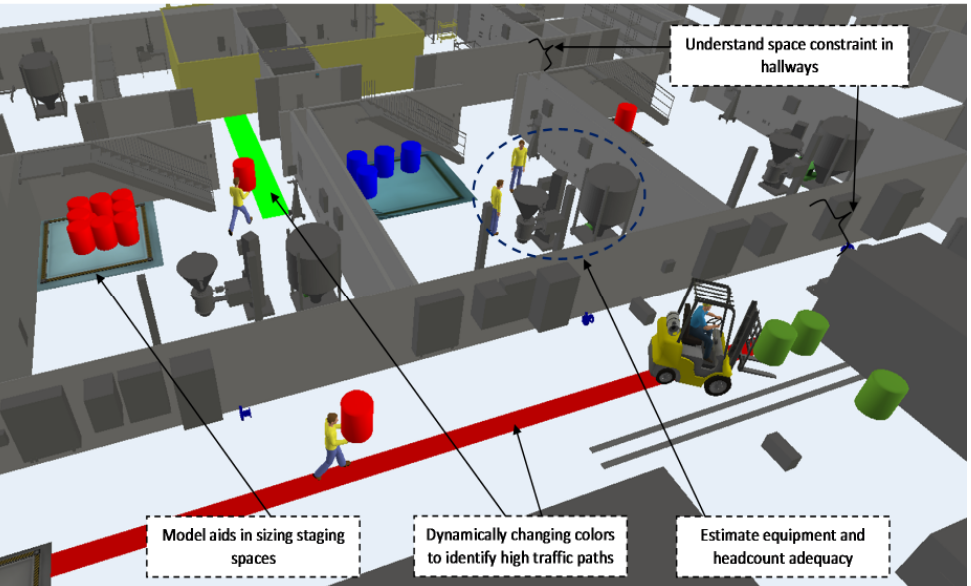 Understand space constraint in
hallways
Model aids in sizing staging
spaces
Dynamically changing colors
to identify high traffic paths
Estimate equipment and
headcount adequacy